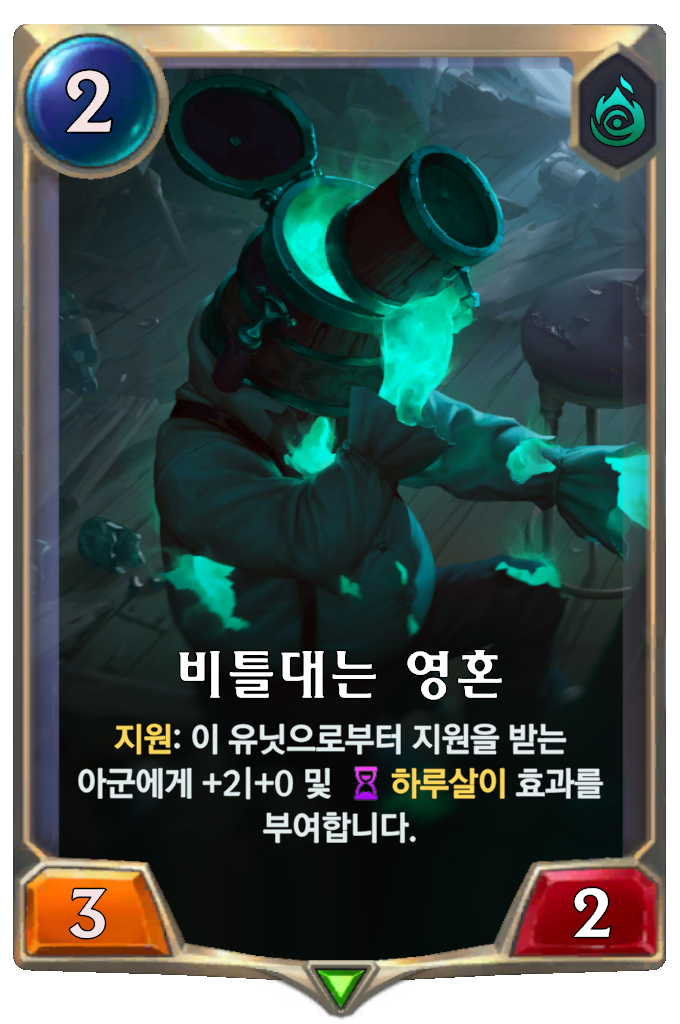 2
비틀대는 영혼
지원: 이 유닛으로부터 지원을 받는
아군에게 +2|+0 및 하루살이 효과를
부여합니다.
3
2